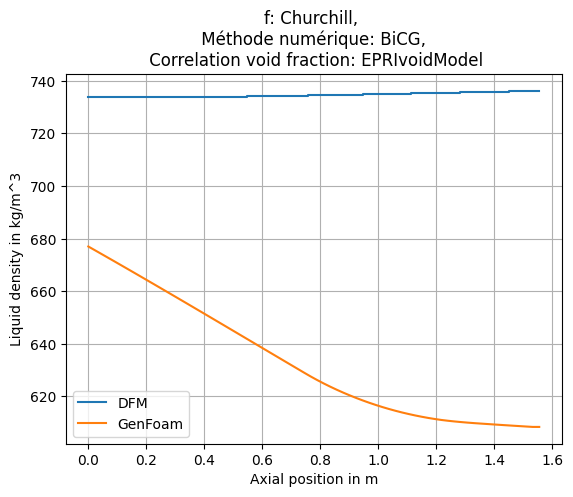 f: Churchill,
Méthode numérique: BiCG,
Correlation void fraction: EPRIvoidModel
Liquid density in kg/m^3
740
720
700
680
660
640
620
DFM
GenFoam
0.0 0.2 0.4 0.6 0.8 1.0 1.2 1.4 1.6
Axial position in m